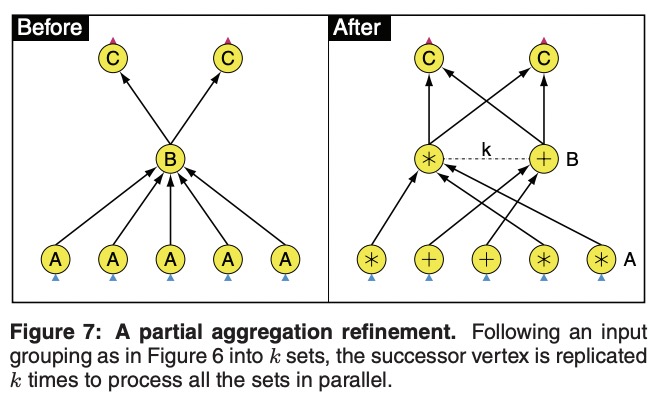 Before
After
C C C C
B
k
* + B
A A A A A
* + + * * A
Figure 7: A partial aggregation refinement. Following an input
grouping as in Figure 6 into k sets, the successor vertex is replicated
k times to process all the sets in parallel.